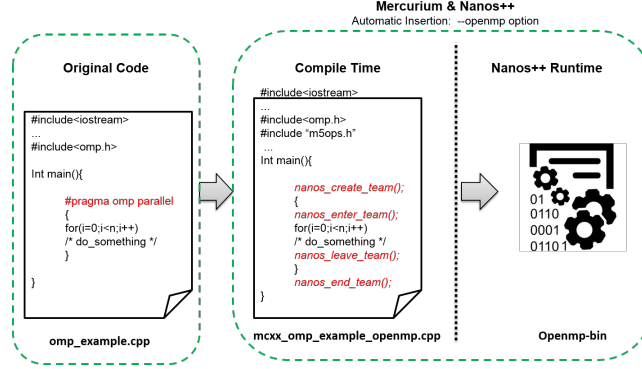 Mercurium & Nanos++
Automatic Insertion: --openmp option
Original Code
#include<iostream>
...
#include<omp.h>
Int main(){
#pragma omp parallel
{
for(i=0;i<n;i++)
/* do_something */
}
}
omp_example.cpp
Compile Time
#include<iostream>
...
#include<omp.h>
#include “m5ops.h”
...
Int main(){
nanos_create_team();
{
nanos_enter_team();
for(i=0;i<n;i++)
/* do_something */
nanos_leave_team();
}
nanos_end_team();
}
mcxx_omp_example_openmp.cpp
Nanos++ Runtime
01
0110
0001
0110 1
Openmp-bin